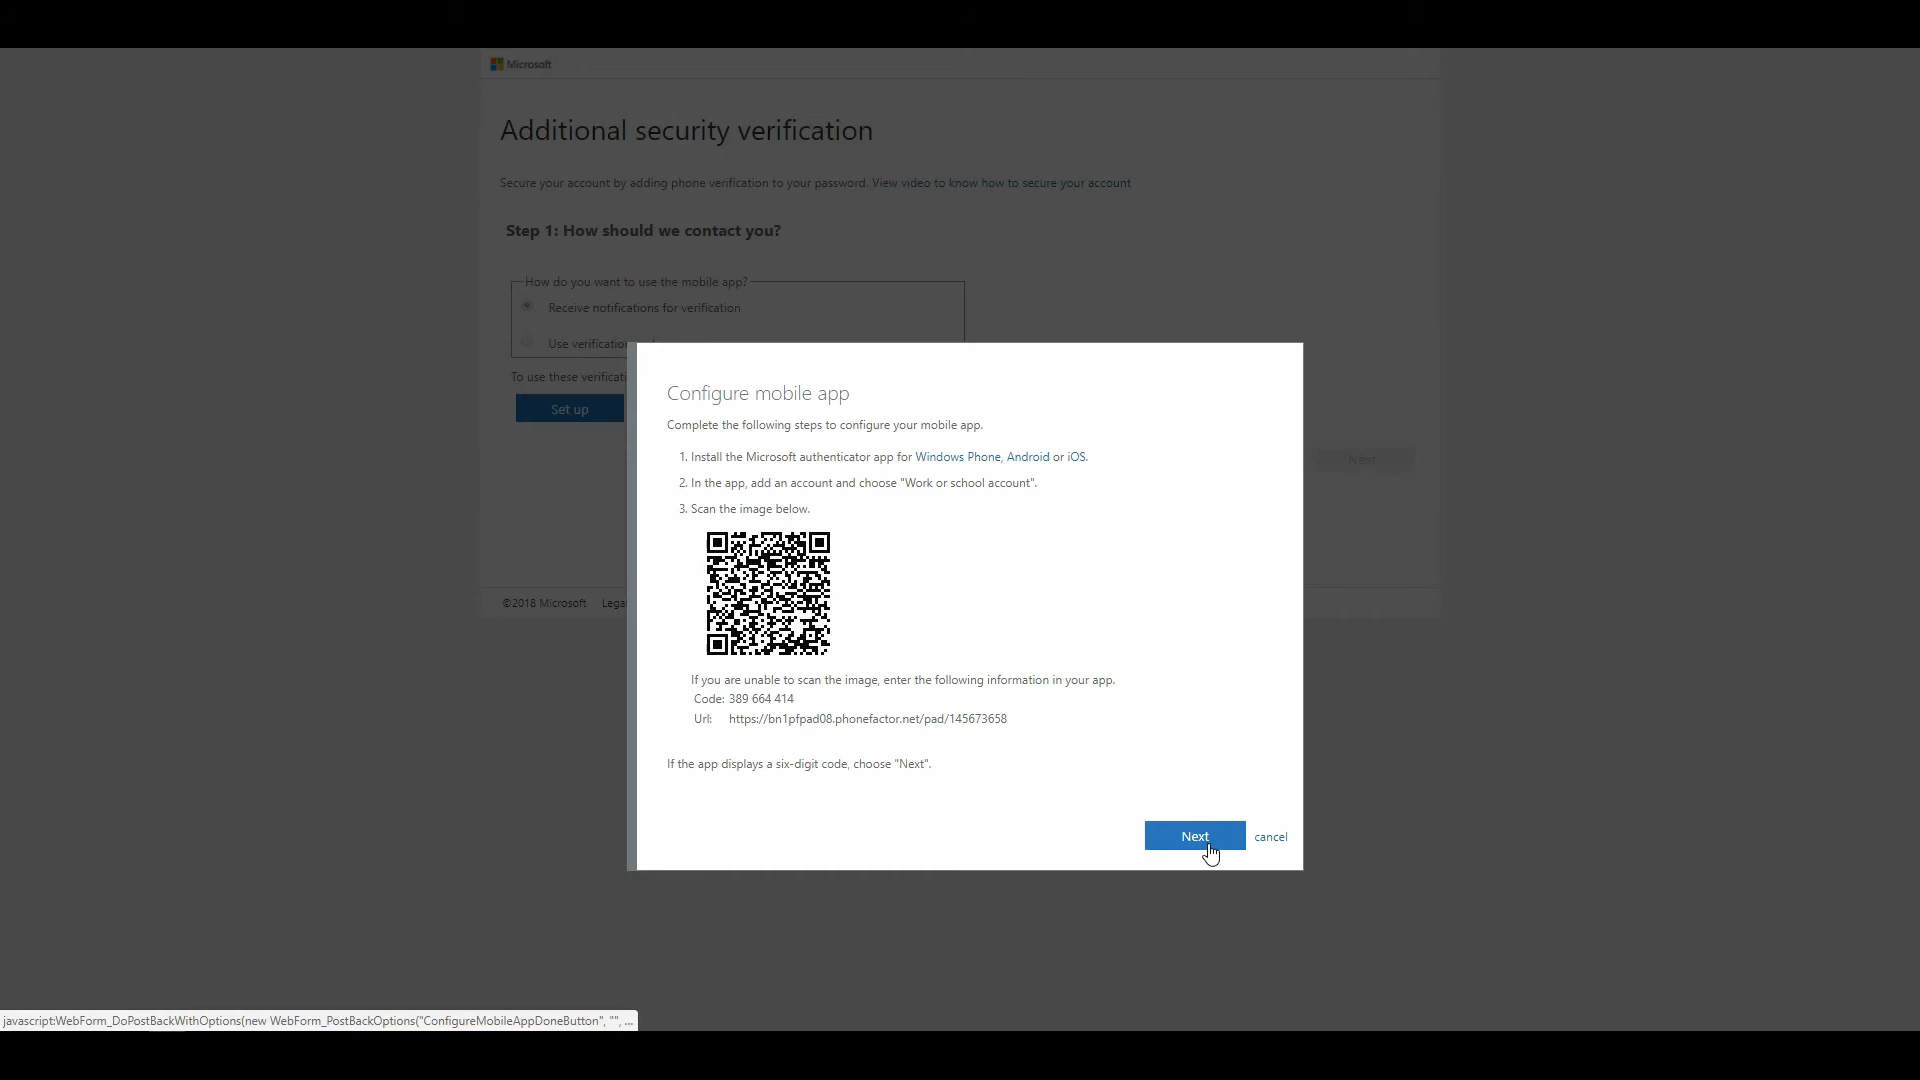 Microsoft
Additional security verification
Secure your account by adding phone verification to your password. View video to know how to secure your account
Step 1: How should we contact you?
How do you want to use the mobile app?
Receive notifications for verification
Use verification
To use these verificati
Set up
Configure mobile app
Complete the following steps to configure your mobile app.
1. Install the Microsoft authenticator app for Windows Phone, Android or iOS.
Next
2. In the app, add an account and choose "Work or school account".
3. Scan the image below.
©2018 Microsoft Lega
If you are unable to scan the image, enter the following information in your app.
Code: 389 664 414
Url: https://bn1pfpad08.phonefactor.net/pad/145673658
If the app displays a six-digit code, choose "Next".
Next cancel
javascript:WebForm_DoPostBackWithOptions(new WebForm_PostBackOptions("ConfigureMobileAppDoneButton", "", ...